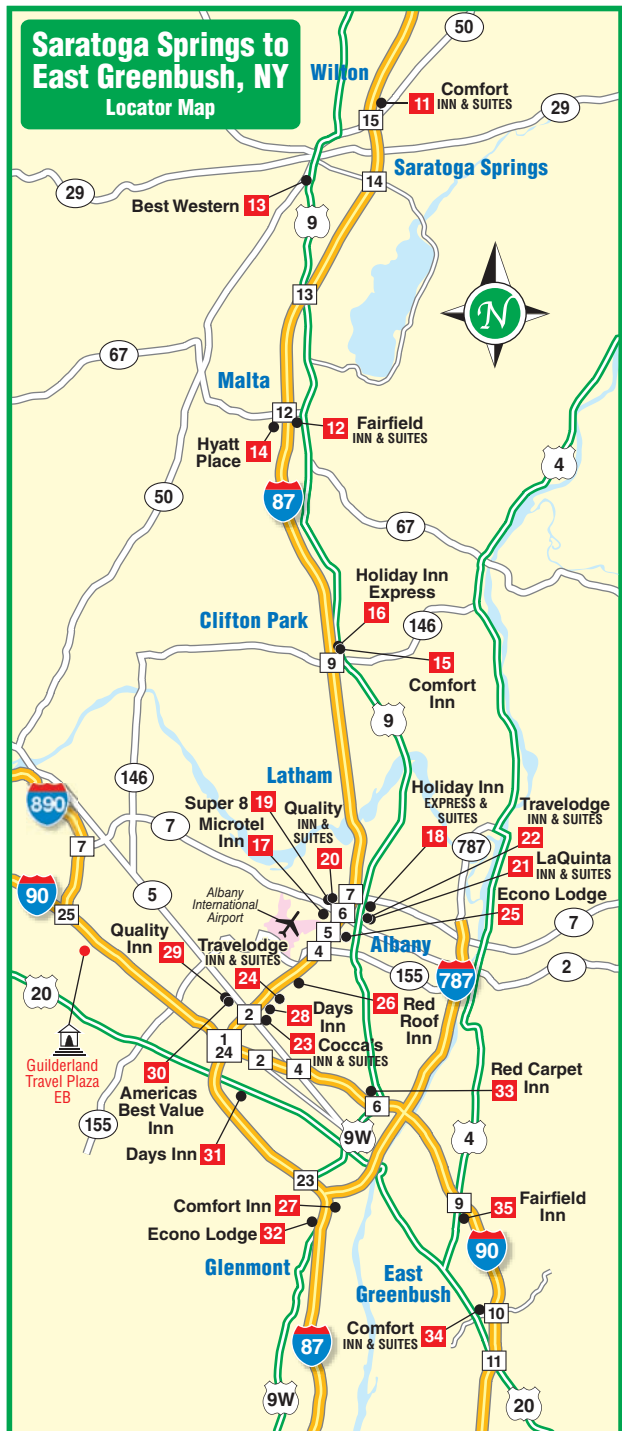 Saratoga Springs to
East Greenbush, NY
Locator Map
50
Wilton
11
Comfort
INN & SUITES
15
29
29
Saratoga Springs
14
Best Western 13
9
13
N
67
Malta
12
12
Fairfield
INN & SUITES
Hyatt
Place
14
4
87
50
67
Holiday Inn
Express
16
146
Clifton Park
9
15
Comfort
Inn
9
Latham
146
890
Super 8 19
Microtel
Inn
17
Quality
INN &
SUITES
20
Holiday Inn
EXPRESS &
SUITES
18
Travelodge
INN & SUITES
22
787
21
LaQuinta
INN & SUITES
Econo Lodge
25
7
7
5
90
25
Albany
International
Airport
7
6
5
4
7
2
Albany
155
787
Quality
Inn
29
Travelodge
INN & SUITES
24
20
2
28
Days
Inn
23
Cocca's
INN & SUITES
26
Red
Roof
Inn
Guilderland
Travel Plaza
EB
1
24
2
4
30
Americas
Best Value
Inn
6
33
Red Carpet
Inn
155
Days Inn 31
9W
4
23
Comfort Inn 27
Econo Lodge 32
9
35
Fairfield
Inn
Glenmont
90
East
Greenbush
10
87
Comfort
INN & SUITES
34
11
9W
20